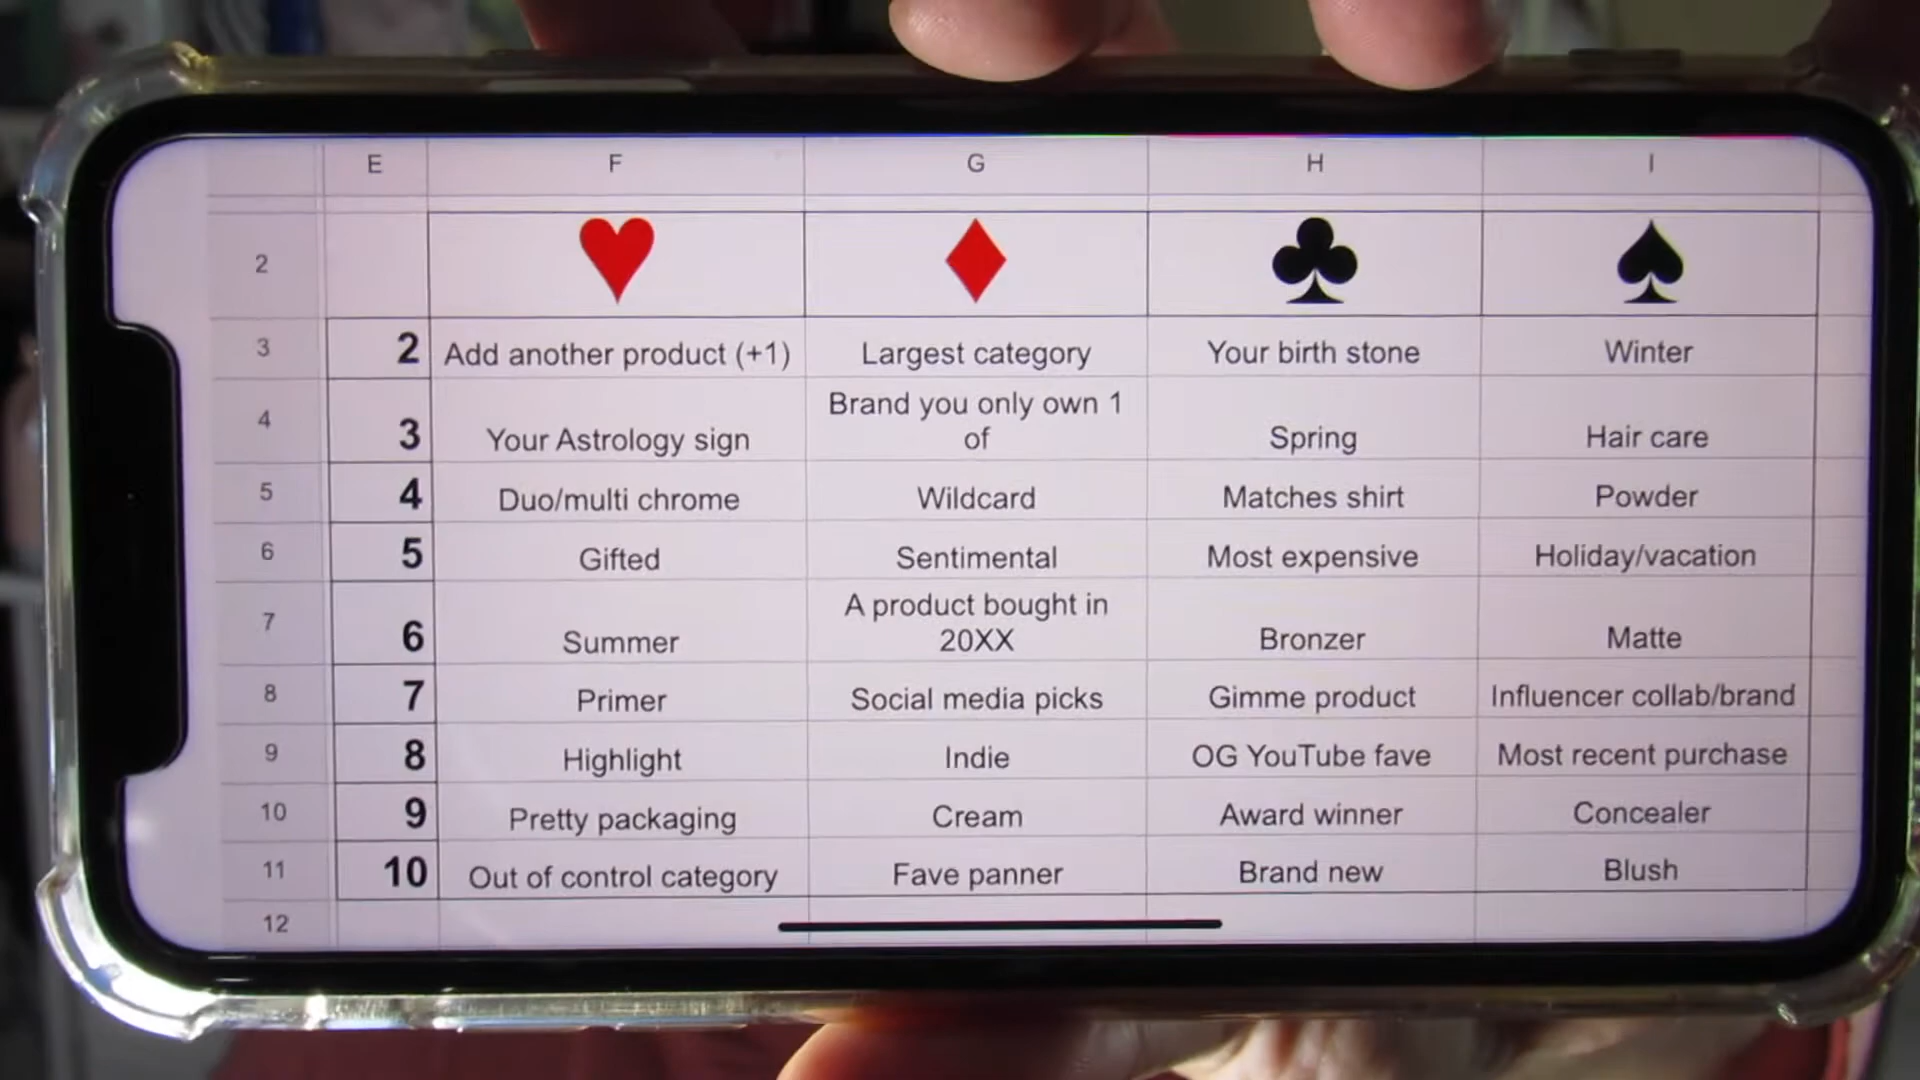 E F G H I
2 ♥ ♦ ♣ ♠
3 2 Add another product (+1) Largest category Your birth stone Winter
4 3 Your Astrology sign Brand you only own 1 of Spring Hair care
5 4 Duo/multi chrome Wildcard Matches shirt Powder
6 5 Gifted Sentimental Most expensive Holiday/vacation
7 6 Summer A product bought in 20XX Bronzer Matte
8 7 Primer Social media picks Gimme product Influencer collab/brand
9 8 Highlight Indie OG YouTube fave Most recent purchase
10 9 Pretty packaging Cream Award winner Concealer
11 10 Out of control category Fave panner Brand new Blush
12